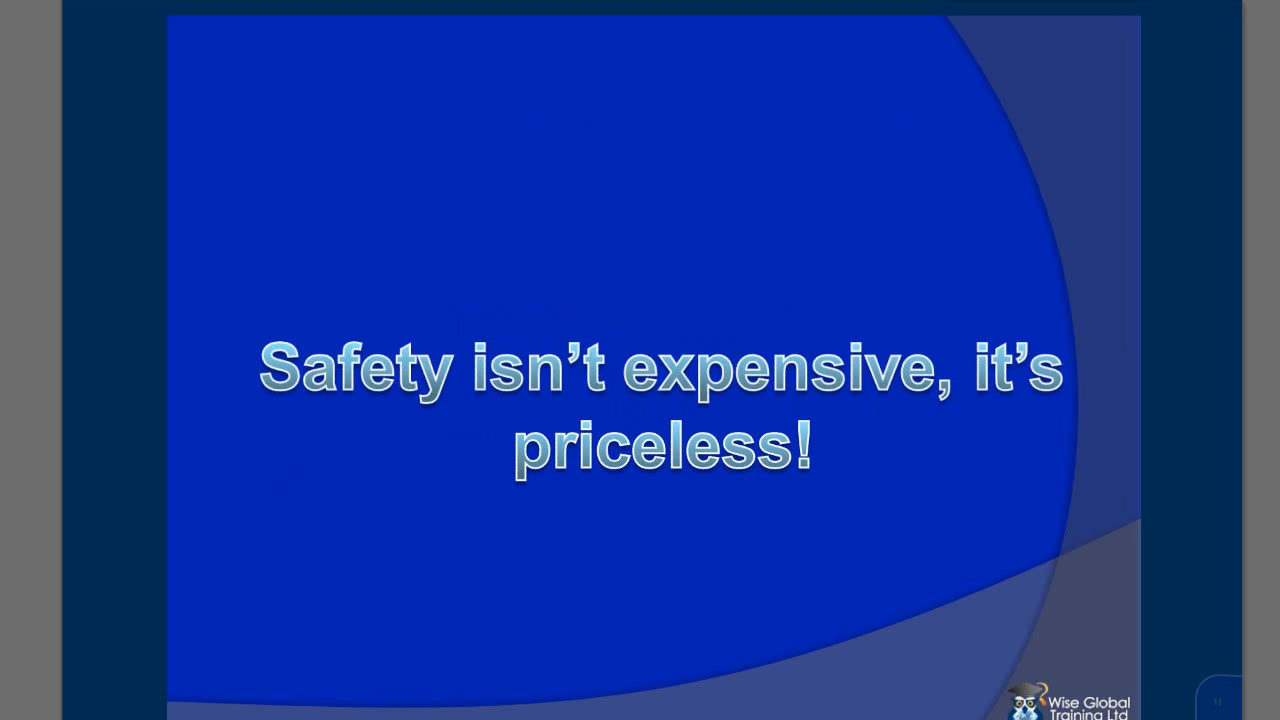 Safety isn’t expensive, it’s
priceless!
Wise Global
Training Ltd